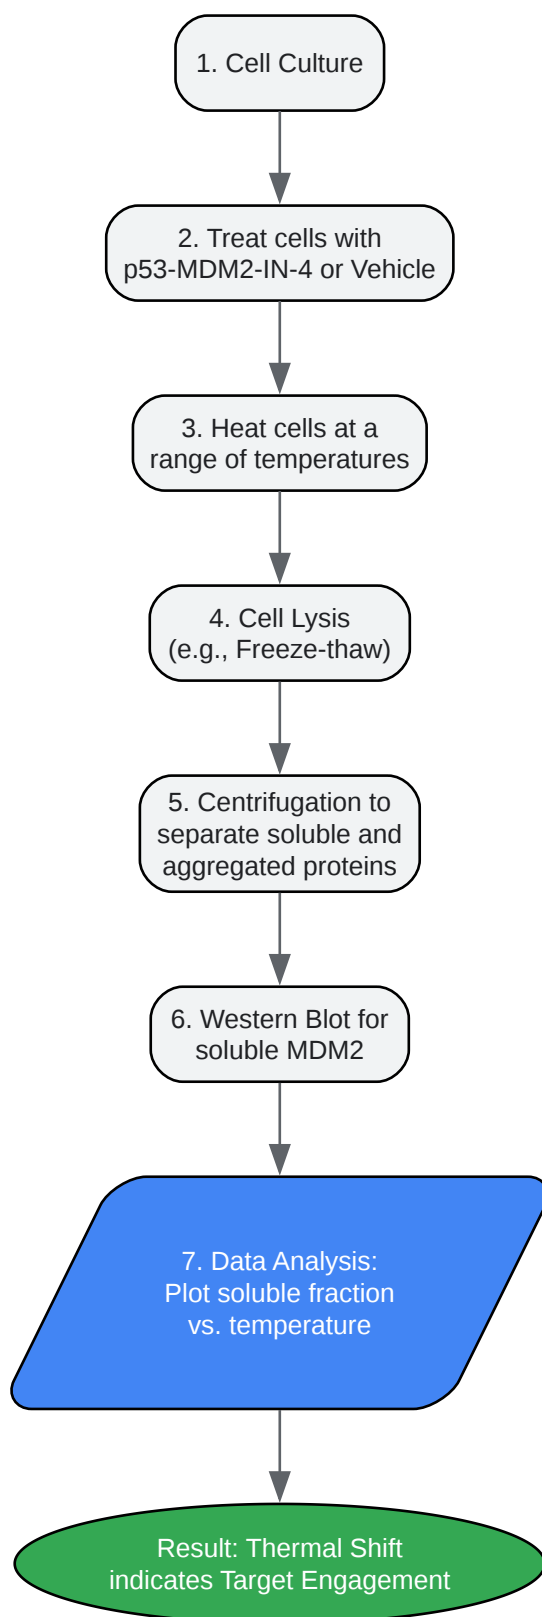 1. Cell Culture
2. Treat cells with
p53-MDM2-IN-4 or Vehicle
3. Heat cells at a
range of temperatures
4. Cell Lysis
(e.g., Freeze-thaw)
5. Centrifugation to
separate soluble and
aggregated proteins
6. Western Blot for
soluble MDM2
7. Data Analysis:
Plot soluble fraction
vs. temperature
Result: Thermal Shift
indicates Target Engagement